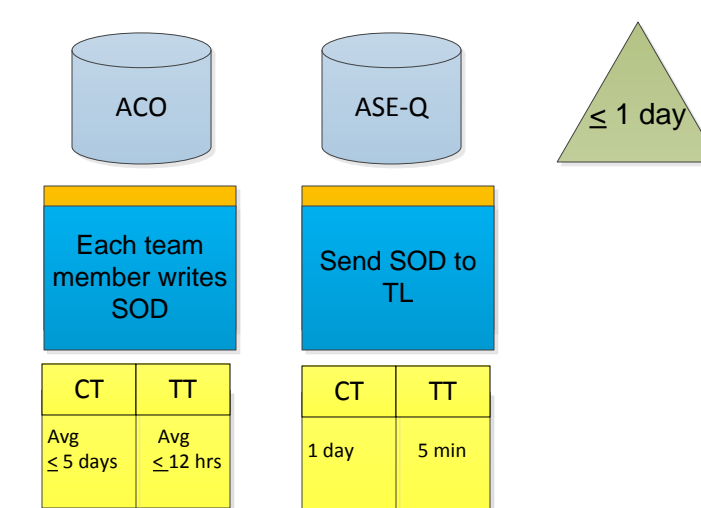 ACO
ASE-Q
≤ 1 day
Each team
member writes
SOD
Send SOD to
TL
CT
TT
Avg
≤ 5 days
Avg
≤ 12 hrs
CT
TT
1 day
5 min